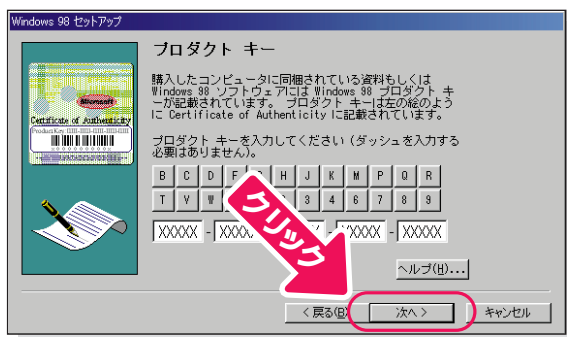 Windows 98 セットアップ
プロダクト キー
購入したコンピュータに同梱されている資料もしくは
Windows 98 ソフトウェアには Windows 98 プロダクト キ
ーが記載されています。 プロダクト キーは左の絵のよう
に Certificate of Authenticity に記載されています。
Microsoft
Certificate of Authenticity
プロダクト キーを入力してください (ダッシュを入力する
必要はありません)。
B C D F H J K M P Q R
T V W 3 4 6 7 8 9
クリック
XXXXX - XXXXX - XXXXX - XXXXX
ヘルプ(H)...
< 戻る(B) 次へ > キャンセル